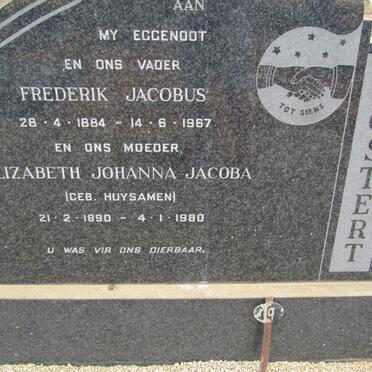 AAN
MY EGGENOOT
EN ONS VADER
FREDERIK JACOBUS
28 · 4 · 1884 - 14 · 6 · 1967
EN ONS MOEDER
LIZABETH JOHANNA JACOBA
(GEB. HUYSAMEN)
21 · 2 · 1890 - 4 · 1 · 1980
U WAS VIR ONS DIERBAAR.
TOT SIENS
OSTERT